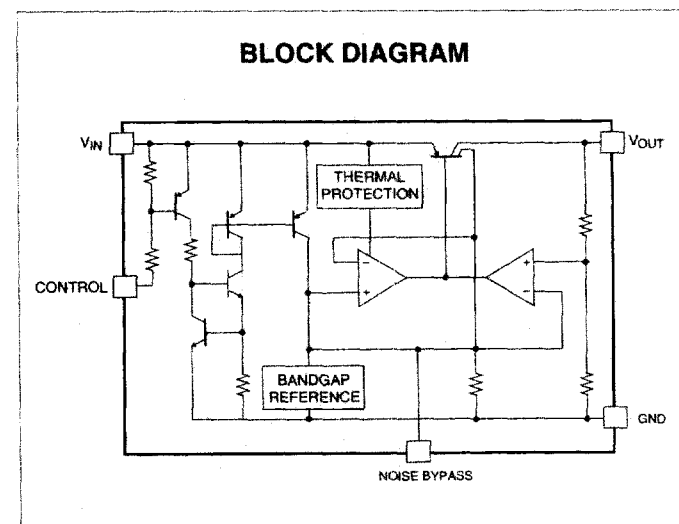 BLOCK DIAGRAM
VIN
VOUT
THERMAL
PROTECTION
−
+
+
−
CONTROL
BANDGAP
REFERENCE
GND
NOISE BYPASS